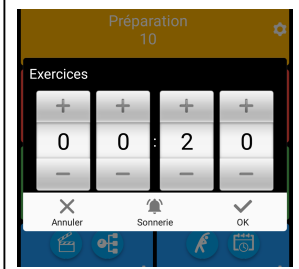 Préparation
10
Exercices
+ + + +
0 0 : 2 0
− − − −
Annuler Sonnerie OK